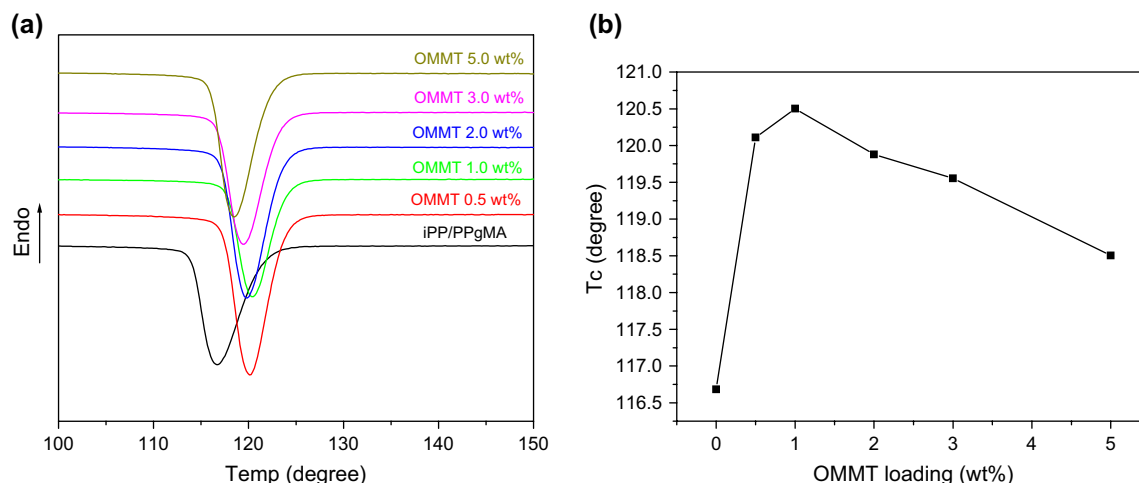 (a)
OMMT 5.0 wt%
OMMT 3.0 wt%
OMMT 2.0 wt%
OMMT 1.0 wt%
OMMT 0.5 wt%
iPP/PPgMA
Endo
100 110 120 130 140 150
Temp (degree)
(b)
121.0
120.5
120.0
119.5
119.0
118.5
118.0
117.5
117.0
116.5
Tc (degree)
0 1 2 3 4 5
OMMT loading (wt%)